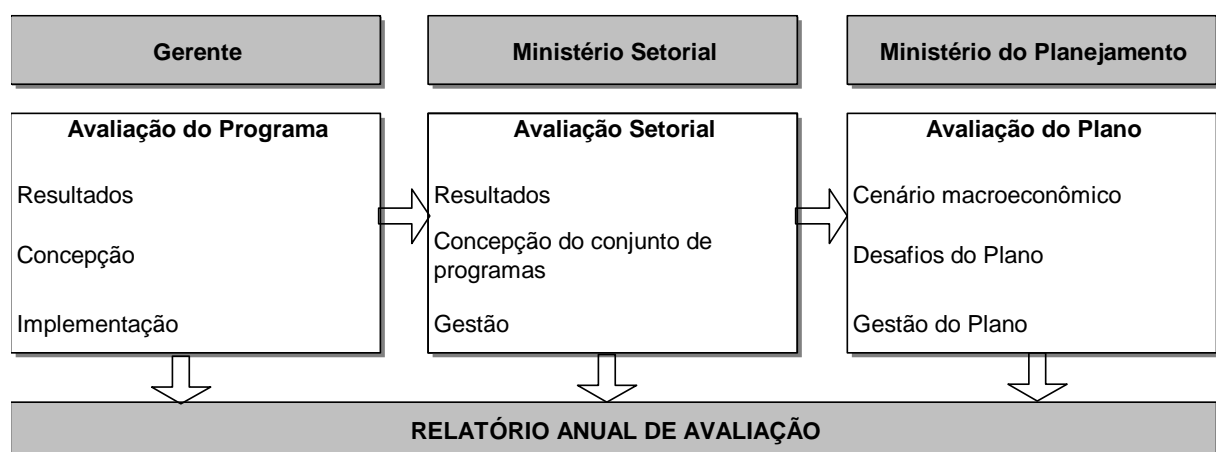 Gerente
Ministério Setorial
Ministério do Planejamento
Avaliação do Programa
Resultados
Concepção
Implementação
Avaliação Setorial
Resultados
Concepção do conjunto de
programas
Gestão
Avaliação do Plano
Cenário macroeconômico
Desafios do Plano
Gestão do Plano
RELATÓRIO ANUAL DE AVALIAÇÃO